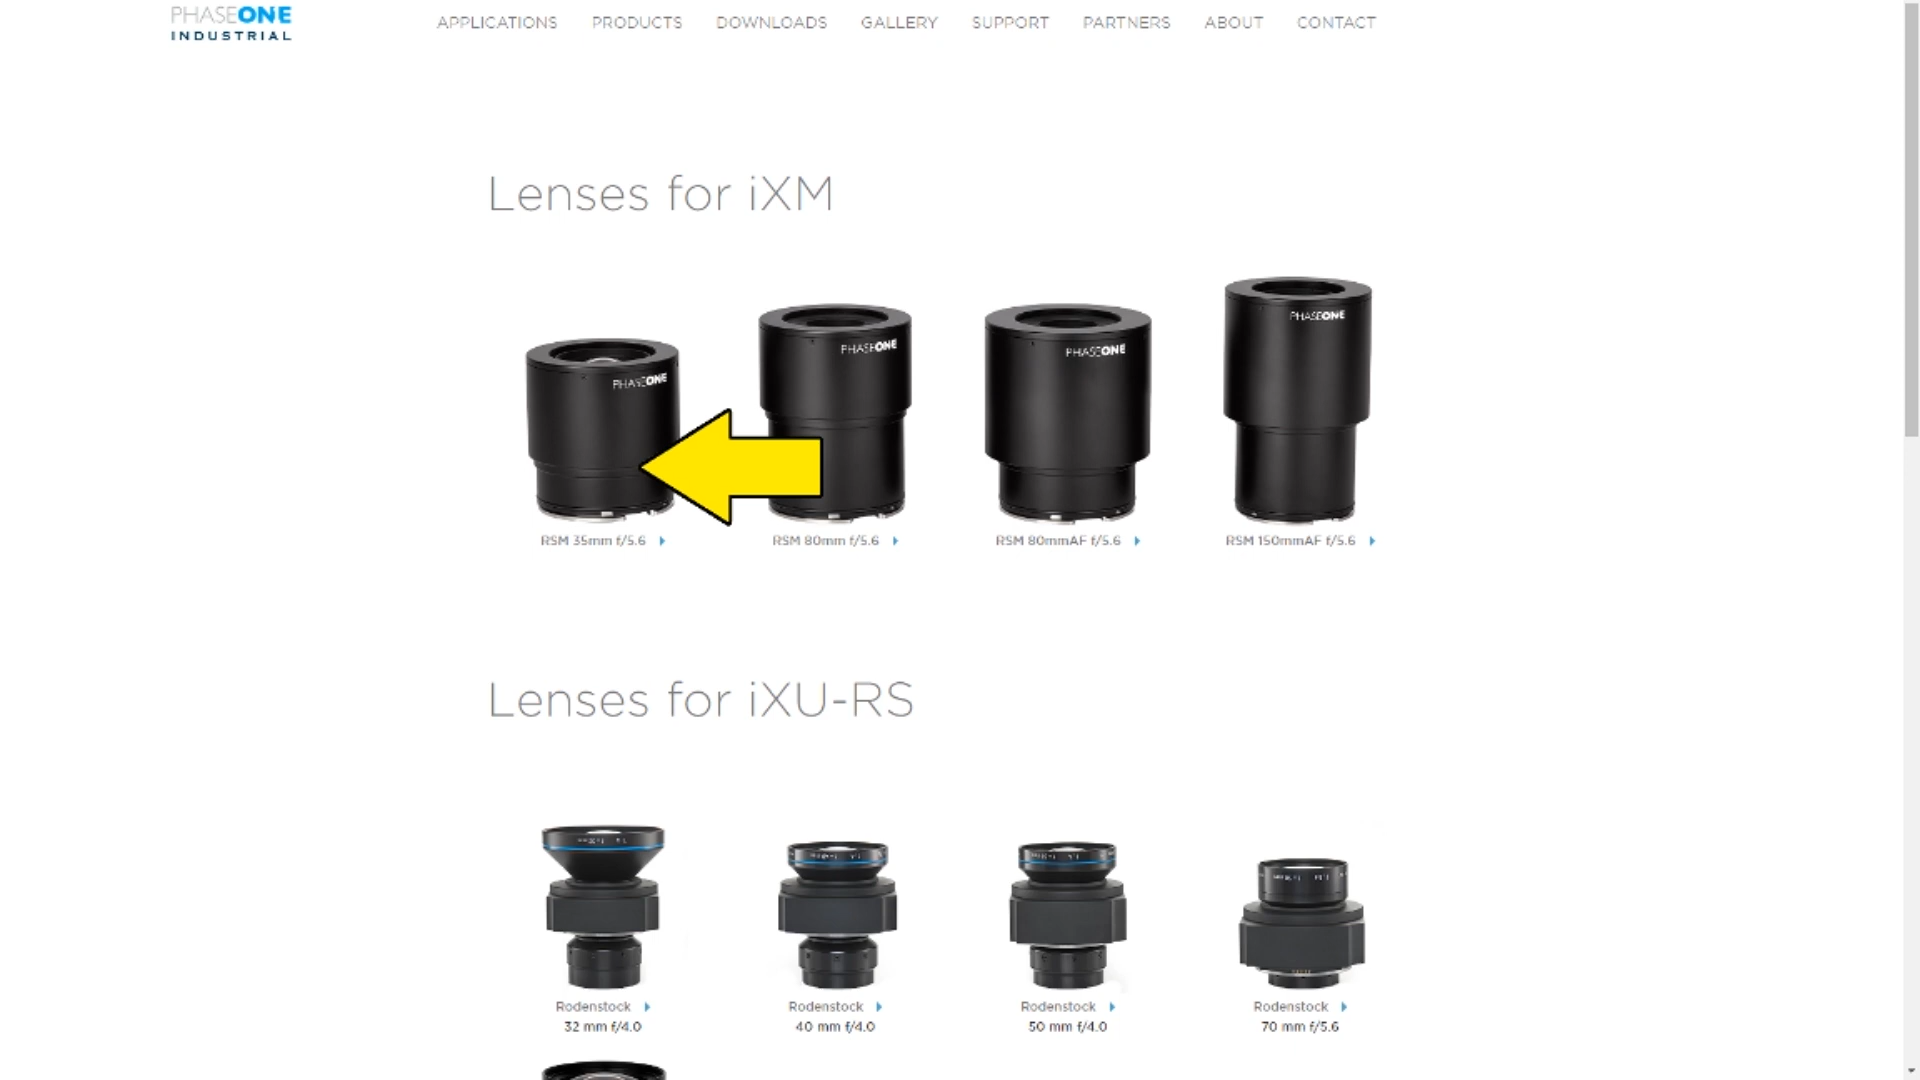 PHASEONE
INDUSTRIAL
APPLICATIONS PRODUCTS DOWNLOADS GALLERY SUPPORT PARTNERS ABOUT CONTACT
Lenses for iXM
PHASEONE PHASEONE PHASEONE PHASEONE
RSM 35mm f/5.6 RSM 80mm f/5.6 RSM 80mmAF f/5.6 RSM 150mmAF f/5.6
Lenses for iXU-RS
Rodenstock Rodenstock Rodenstock Rodenstock
32 mm f/4.0 40 mm f/4.0 50 mm f/4.0 70 mm f/5.6